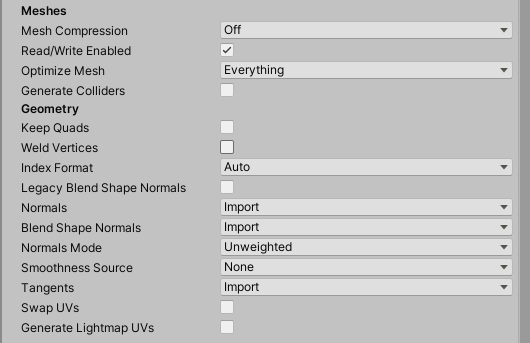 Meshes
Mesh Compression Off
Read/Write Enabled
Optimize Mesh Everything
Generate Colliders
Geometry
Keep Quads
Weld Vertices
Index Format Auto
Legacy Blend Shape Normals
Normals Import
Blend Shape Normals Import
Normals Mode Unweighted
Smoothness Source None
Tangents Import
Swap UVs
Generate Lightmap UVs